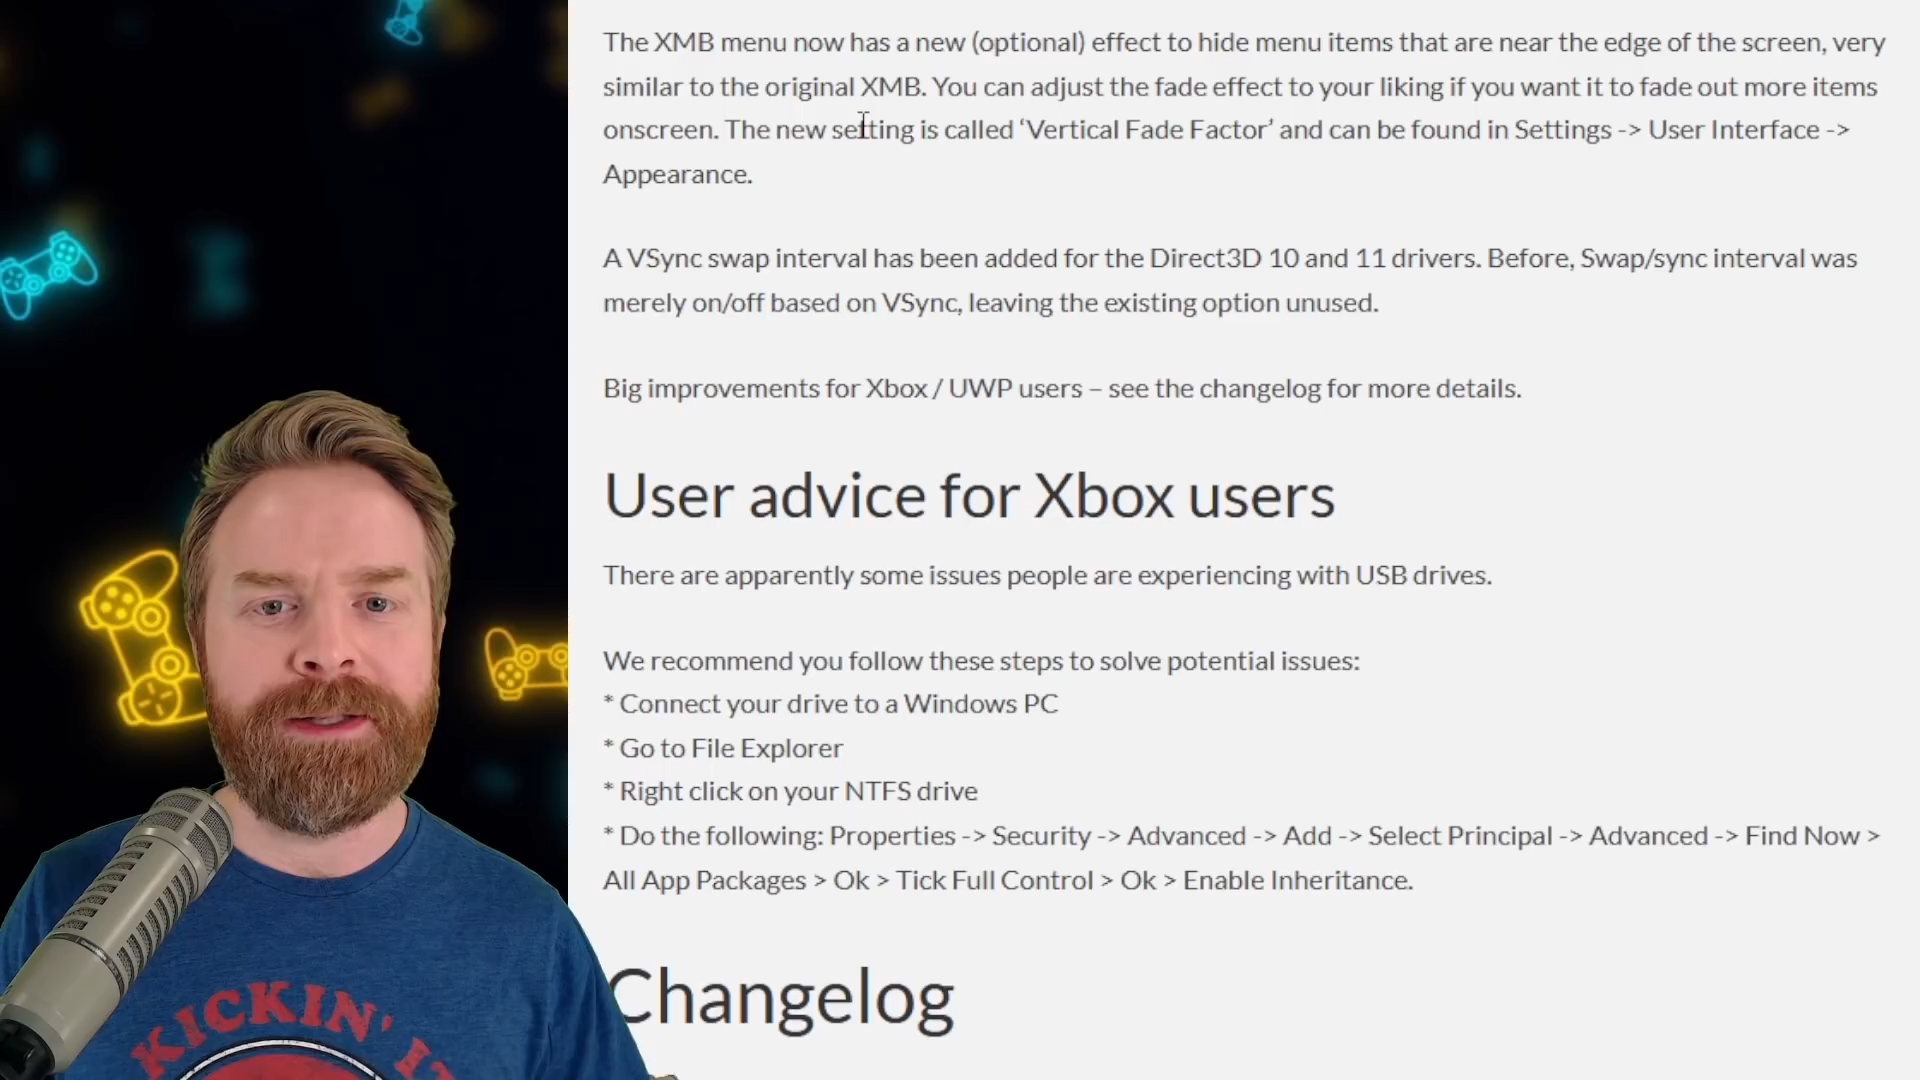 The XMB menu now has a new (optional) effect to hide menu items that are near the edge of the screen, very
similar to the original XMB. You can adjust the fade effect to your liking if you want it to fade out more items
onscreen. The new setting is called ‘Vertical Fade Factor’ and can be found in Settings -> User Interface ->
Appearance.
A VSync swap interval has been added for the Direct3D 10 and 11 drivers. Before, Swap/sync interval was
merely on/off based on VSync, leaving the existing option unused.
Big improvements for Xbox / UWP users – see the changelog for more details.
User advice for Xbox users
There are apparently some issues people are experiencing with USB drives.
We recommend you follow these steps to solve potential issues:
* Connect your drive to a Windows PC
* Go to File Explorer
* Right click on your NTFS drive
* Do the following: Properties -> Security -> Advanced -> Add -> Select Principal -> Advanced -> Find Now >
All App Packages > Ok > Tick Full Control > Ok > Enable Inheritance.
Changelog
KICKIN' IT